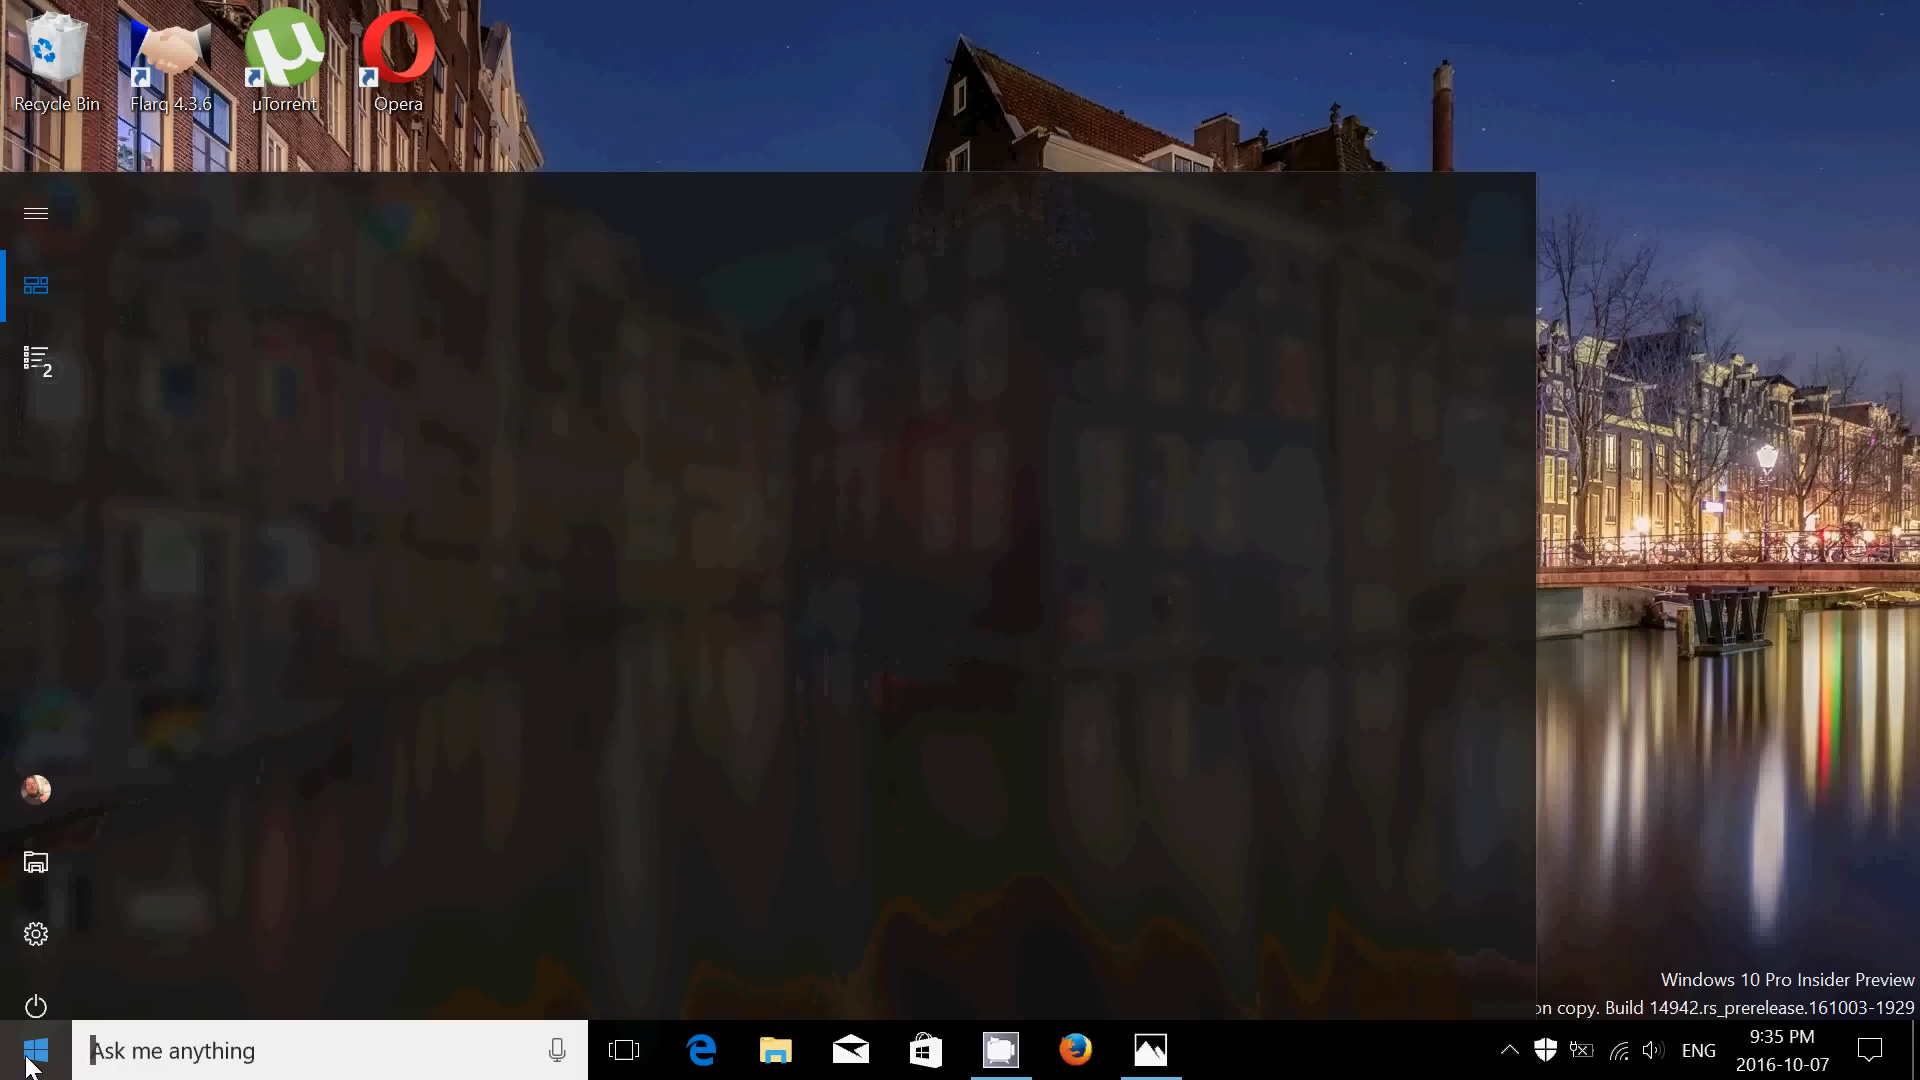 Recycle Bin
Flarq 4.3.6
µTorrent
Opera
2
Windows 10 Pro Insider Preview
on copy. Build 14942.rs_prerelease.161003-1929
Ask me anything
ENG
9:35 PM
2016-10-07